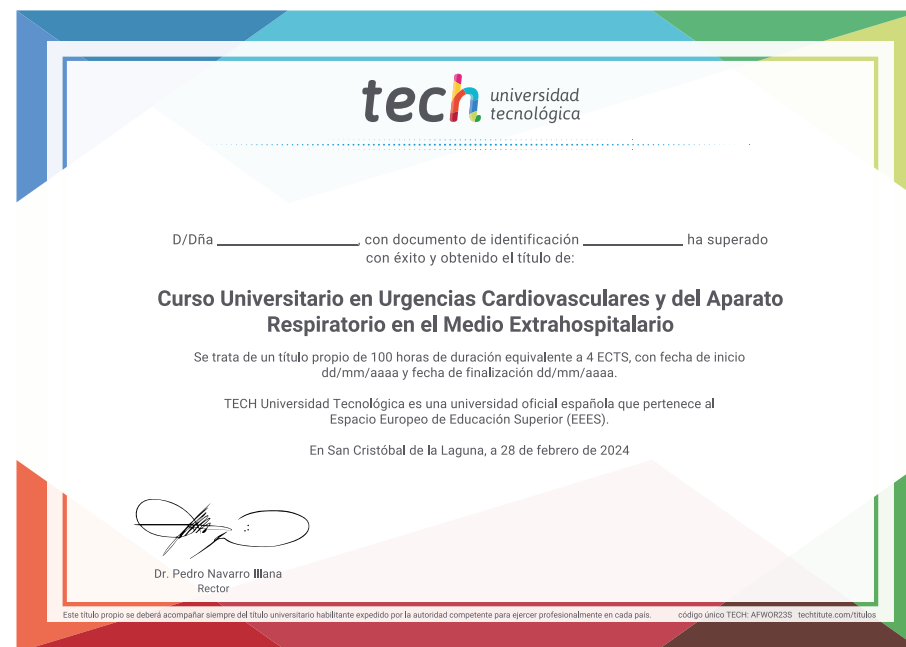 tech universidad
tecnológica
D/Dña ____________________, con documento de identificación ______________ ha superado
con éxito y obtenido el título de:
Curso Universitario en Urgencias Cardiovasculares y del Aparato
Respiratorio en el Medio Extrahospitalario
Se trata de un título propio de 100 horas de duración equivalente a 4 ECTS, con fecha de inicio
dd/mm/aaaa y fecha de finalización dd/mm/aaaa.
TECH Universidad Tecnológica es una universidad oficial española que pertenece al
Espacio Europeo de Educación Superior (EEES).
En San Cristóbal de la Laguna, a 28 de febrero de 2024
Dr. Pedro Navarro Illana
Rector
Este título propio se deberá acompañar siempre del título universitario habilitante expedido por la autoridad competente para ejercer profesionalmente en cada país. código único TECH: AFWOR23S techtitute.com/titulos